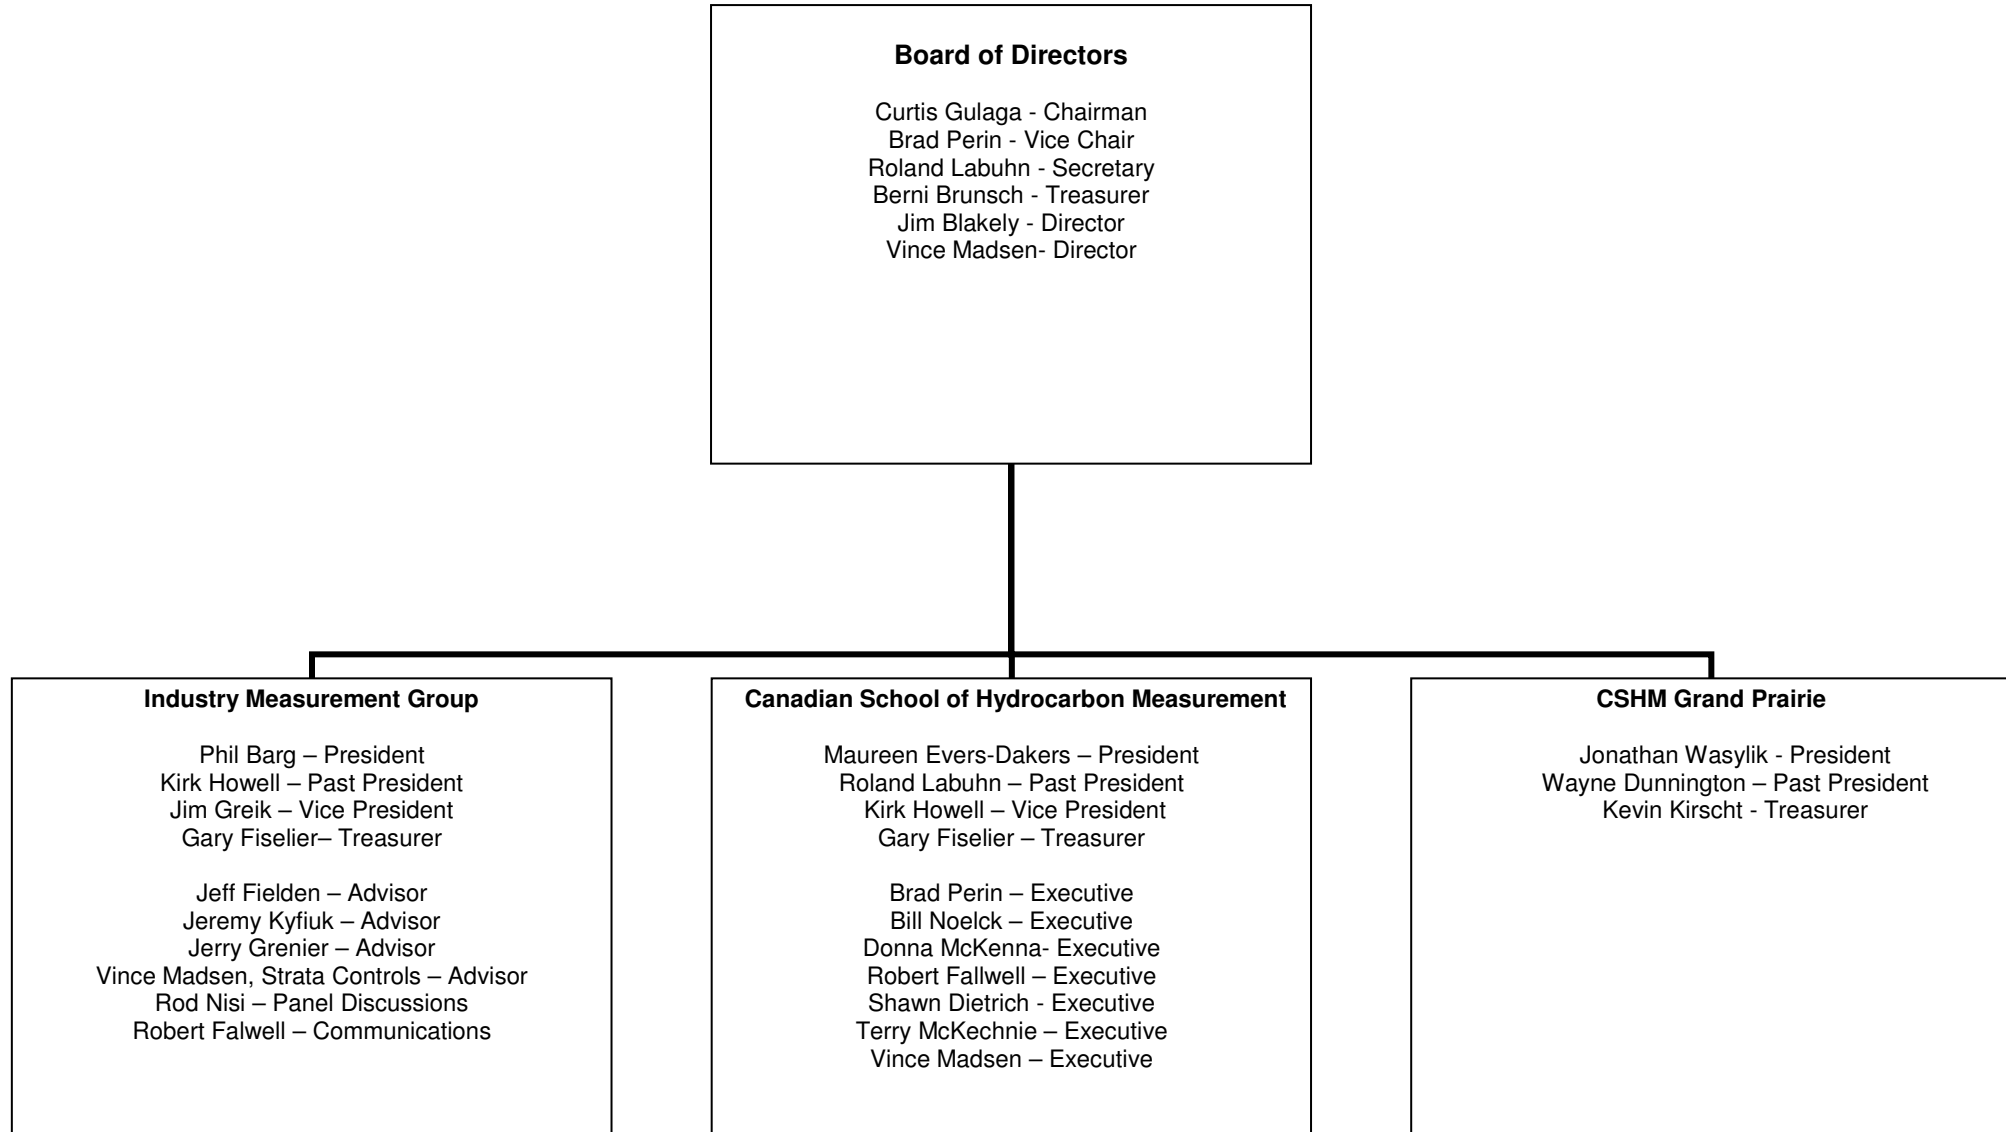 Board of Directors
Curtis Gulaga - Chairman
Brad Perin - Vice Chair
Roland Labuhn - Secretary
Berni Brunsch - Treasurer
Jim Blakely - Director
Vince Madsen- Director
Industry Measurement Group
Phil Barg – President
Kirk Howell – Past President
Jim Greik – Vice President
Gary Fiselier– Treasurer
Jeff Fielden – Advisor
Jeremy Kyfiuk – Advisor
Jerry Grenier – Advisor
Vince Madsen, Strata Controls – Advisor
Rod Nisi – Panel Discussions
Robert Falwell – Communications
Canadian School of Hydrocarbon Measurement
Maureen Evers-Dakers – President
Roland Labuhn – Past President
Kirk Howell – Vice President
Gary Fiselier – Treasurer
Brad Perin – Executive
Bill Noelck – Executive
Donna McKenna- Executive
Robert Fallwell – Executive
Shawn Dietrich - Executive
Terry McKechnie – Executive
Vince Madsen – Executive
CSHM Grand Prairie
Jonathan Wasylik - President
Wayne Dunnington – Past President
Kevin Kirscht - Treasurer